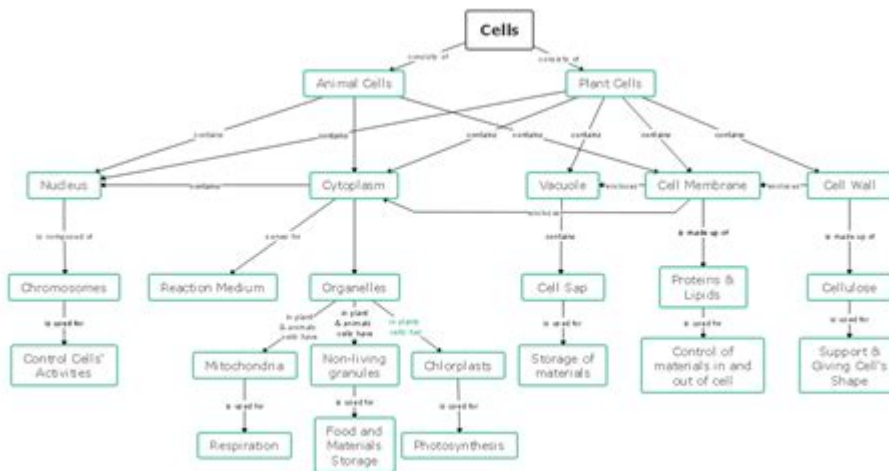 Cells
consists of
consists of
Animal Cells
Plant Cells
contains
contains
contains
contains
contains
contains
contains
Nucleus
contains
Cytoplasm
Vacuole
encloses
Cell Membrane
encloses
Cell Wall
encloses
is composed of
serves for
contains
is made up of
is made up of
Chromosomes
Reaction Medium
Organelles
Cell Sap
Proteins &
Lipids
Cellulose
is used for
in plant
& animals
cells have
in plant
& animals
cells have
in plants
is used for
is used for
is used for
Control Cells'
Activities
Mitochondria
Non-living
granules
Chlorplasts
Storage of
materials
Control of
materials in and
out of cell
Support &
Giving Cell's
Shape
is used for
is used for
is used for
Respiration
Food and
Materials
Storage
Photosynthesis